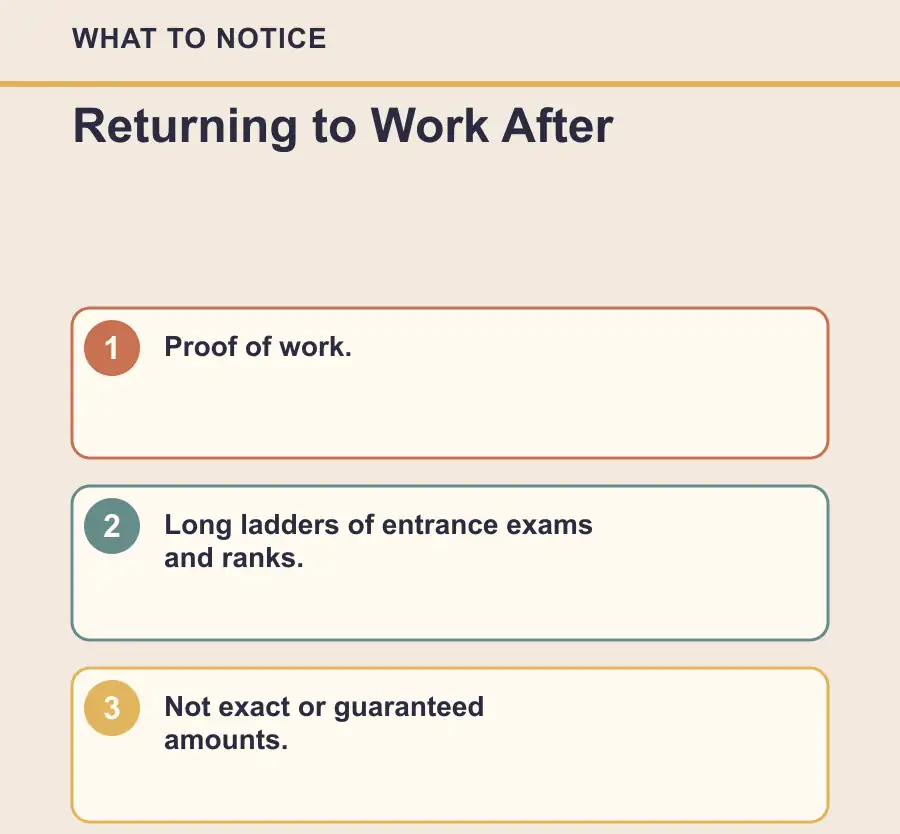 WHAT TO NOTICE
Returning to Work After
1
Proof of work.
2
Long ladders of entrance exams
and ranks.
3
Not exact or guaranteed
amounts.